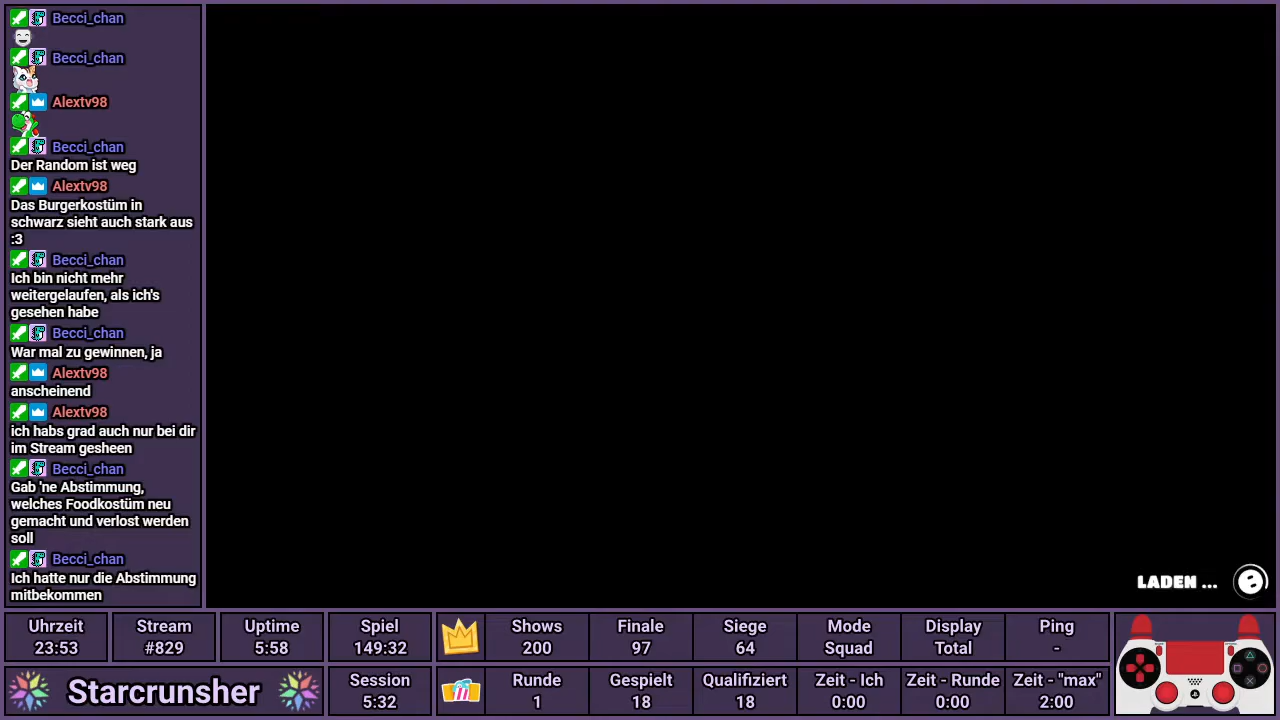 Becci_chan
Becci_chan
Alextv98
Becci_chan
Der Random ist weg
Alextv98
Das Burgerkostüm in
schwarz sieht auch stark aus
:3
Becci_chan
Ich bin nicht mehr
weitergelaufen, als ich's
gesehen habe
Becci_chan
War mal zu gewinnen, ja
Alextv98
anscheinend
Alextv98
ich habs grad auch nur bei dir
im Stream gesheen
Becci_chan
Gab 'ne Abstimmung,
welches Foodkostüm neu
gemacht und verlost werden
soll
Becci_chan
Ich hatte nur die Abstimmung
mitbekommen
LADEN ...
Uhrzeit
23:53
Stream
#829
Uptime
5:58
Spiel
149:32
Shows
200
Finale
97
Siege
64
Mode
Squad
Display
Total
Ping
-
Starcrunsher
Session
5:32
Runde
1
Gespielt
18
Qualifiziert
18
Zeit - Ich
0:00
Zeit - Runde
0:00
Zeit - "max"
2:00